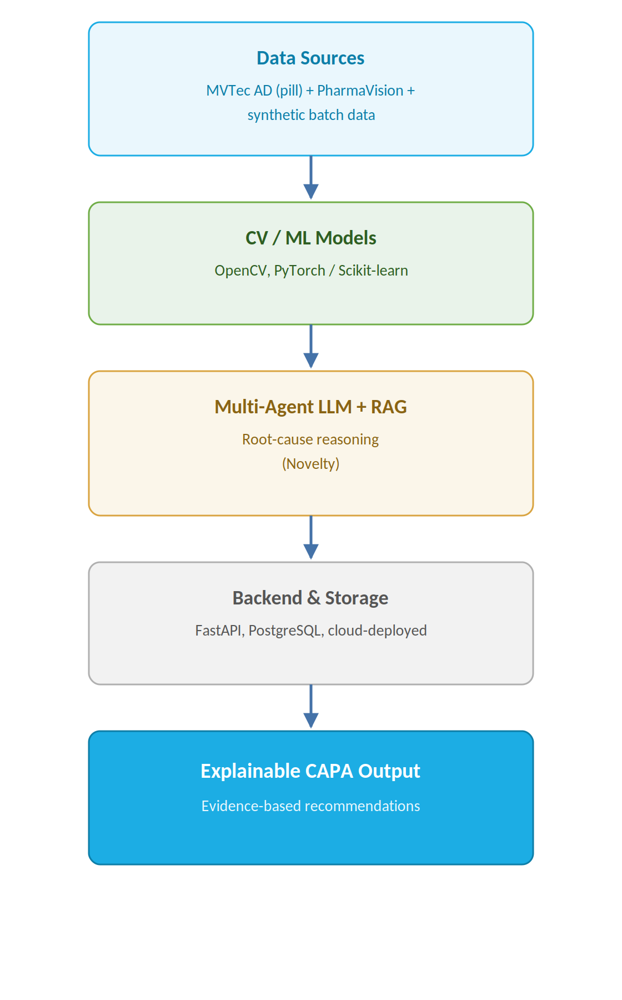 Data Sources
MVTec AD (pill) + PharmaVision +
synthetic batch data
CV / ML Models
OpenCV, PyTorch / Scikit-learn
Multi-Agent LLM + RAG
Root-cause reasoning
(Novelty)
Backend & Storage
FastAPI, PostgreSQL, cloud-deployed
Explainable CAPA Output
Evidence-based recommendations